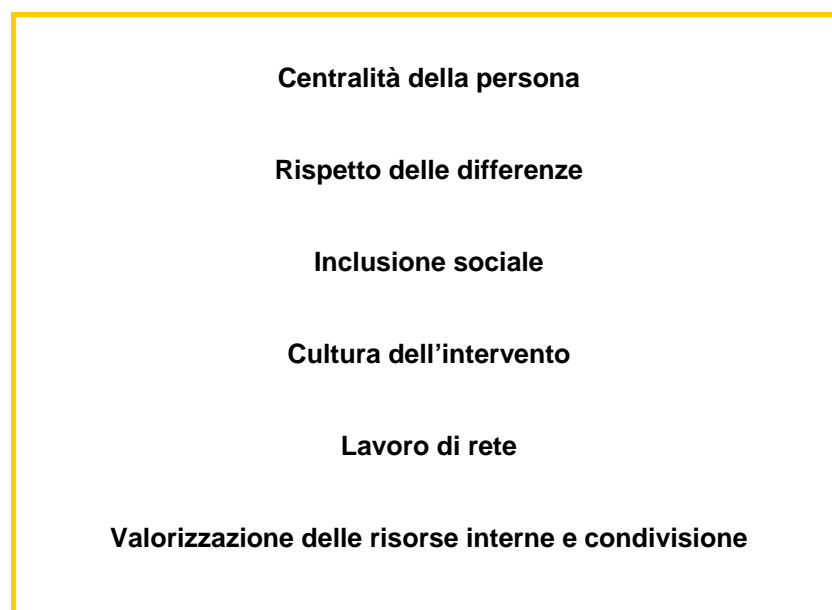 Centralità della persona
Rispetto delle differenze
Inclusione sociale
Cultura dell’intervento
Lavoro di rete
Valorizzazione delle risorse interne e condivisione